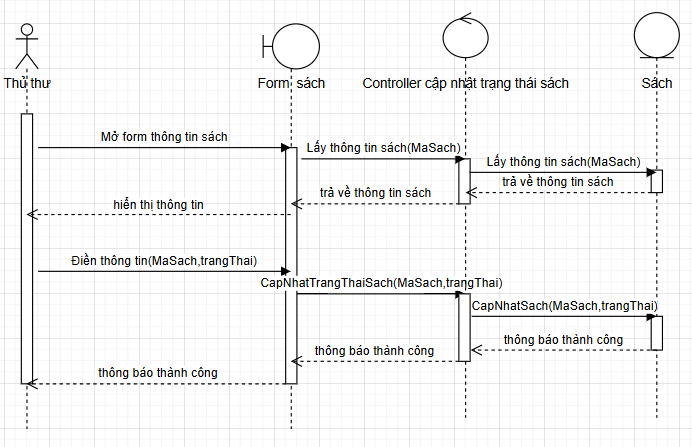 Thủ thư
Form sách
Controller cập nhật trạng thái sách
Sách
Mở form thông tin sách
Lấy thông tin sách(MaSach)
Lấy thông tin sách(MaSach)
trả về thông tin sách
trả về thông tin sách
hiển thị thông tin
Điền thông tin(MaSach,trangThai)
CapNhatTrangThaiSach(MaSach,trangThai)
CapNhatSach(MaSach,trangThai)
thông báo thành công
thông báo thành công
thông báo thành công